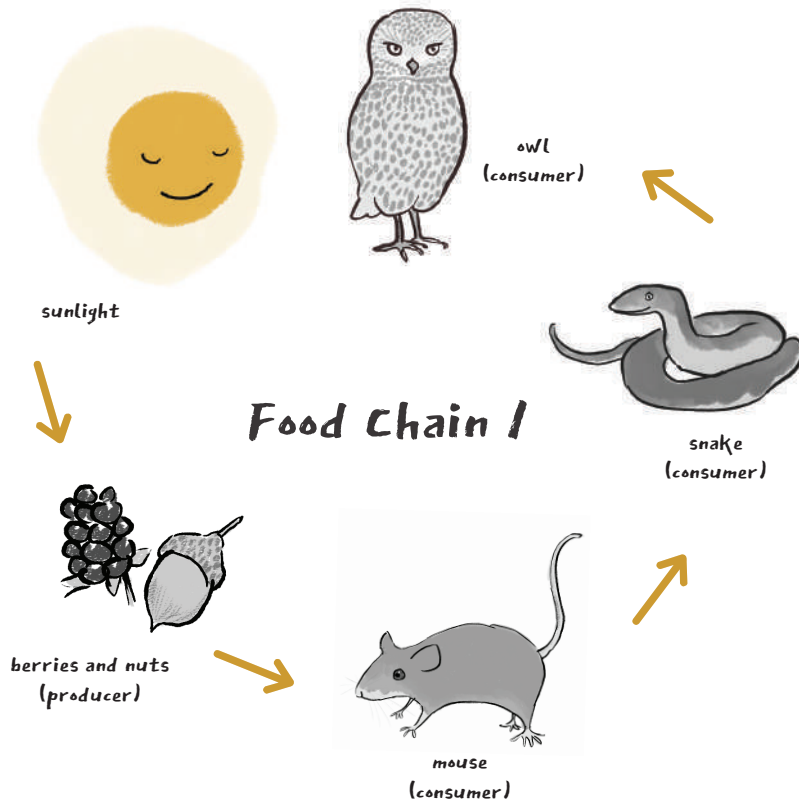 owl
(consumer)
sunlight
Food Chain 1
snake
(consumer)
berries and nuts
(producer)
mouse
(consumer)